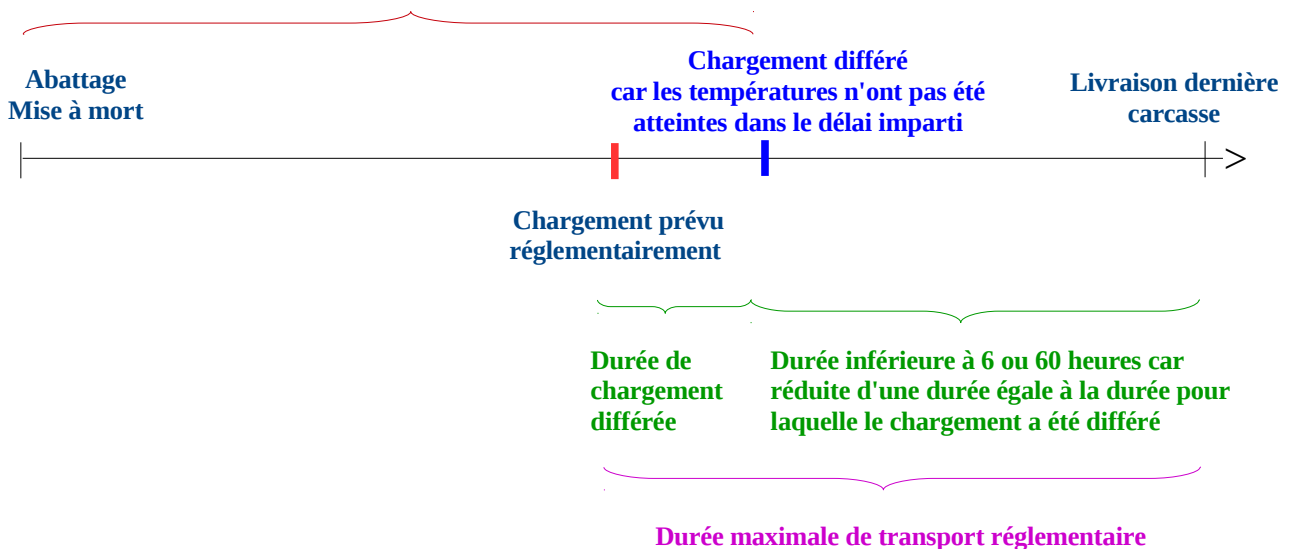 Abattage
Mise à mort
Chargement différé
car les températures n'ont pas été
atteintes dans le délai imparti
Livraison dernière
carcasse
Chargement prévu
réglementairement
Durée de
chargement
différée
Durée inférieure à 6 ou 60 heures car
réduite d'une durée égale à la durée pour
laquelle le chargement a été différé
Durée maximale de transport réglementaire